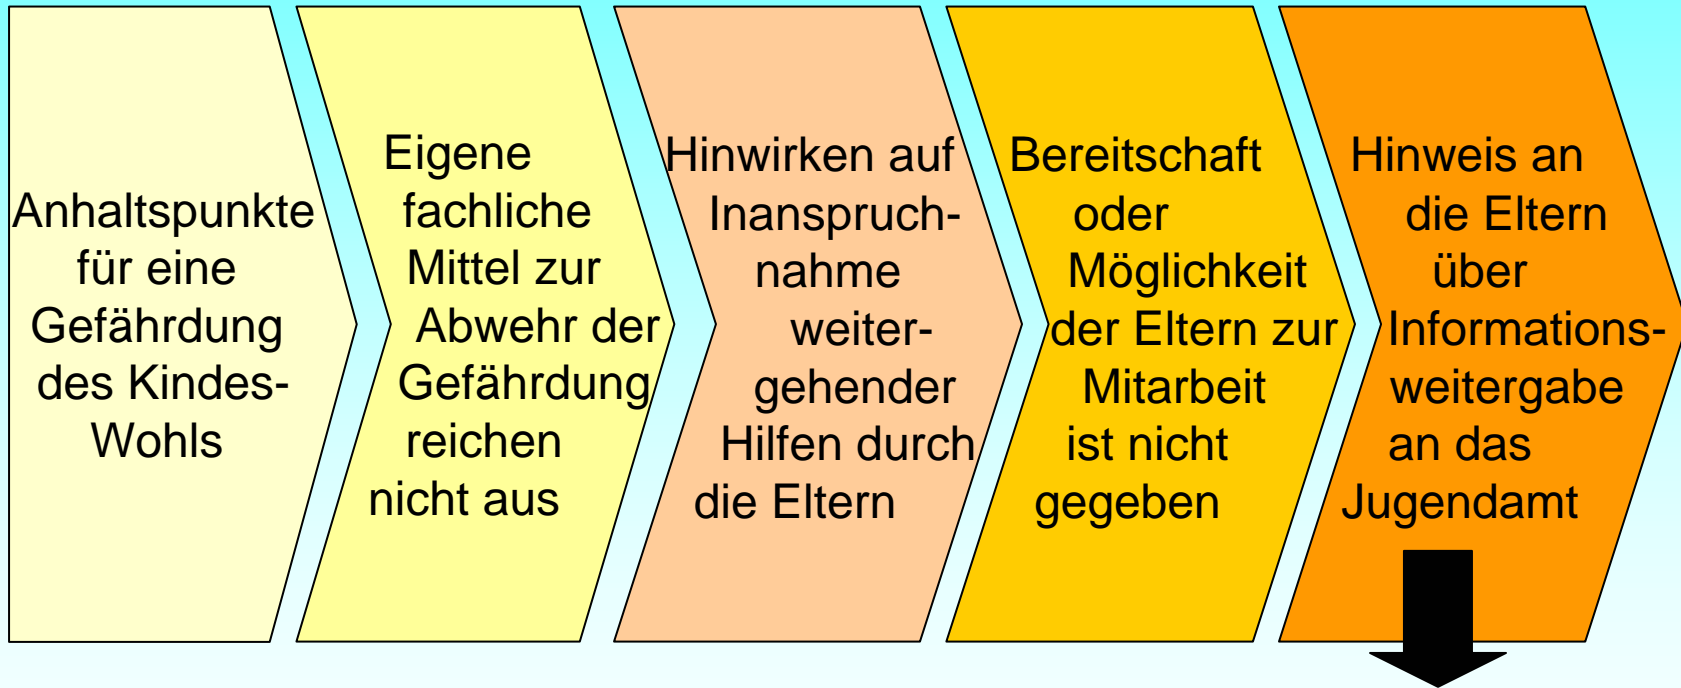 Anhaltspunkte
für eine
Gefährdung
des Kindes-
Wohls
Eigene
fachliche
Mittel zur
Abwehr der
Gefährdung
reichen
nicht aus
Hinwirken auf
Inanspruch-
nahme
weiter-
gehender
Hilfen durch
die Eltern
Bereitschaft
oder
Möglichkeit
der Eltern zur
Mitarbeit
ist nicht
gegeben
Hinweis an
die Eltern
über
Informations-
weitergabe
an das
Jugendamt